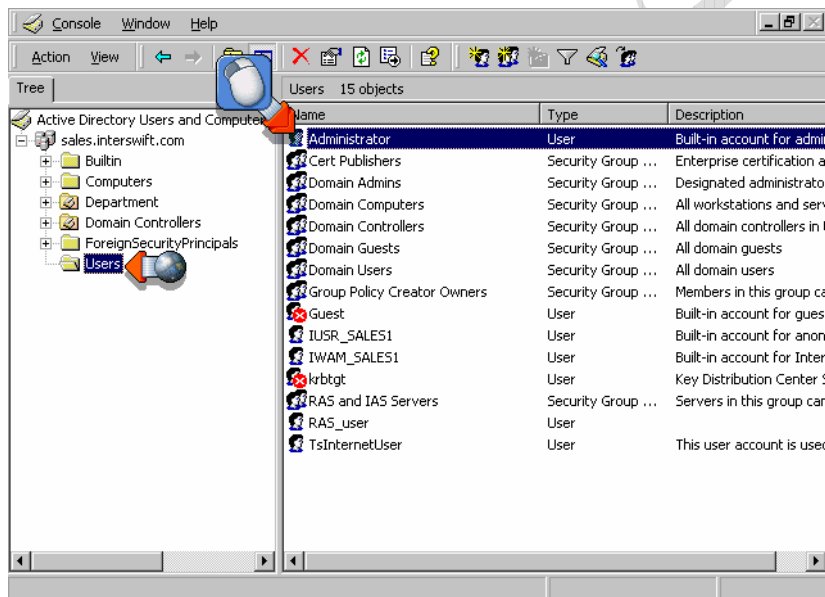 Console Window Help
Action View
Tree
Users 15 objects
Active Directory Users and Computer
sales.interswift.com
Builtin
Computers
Department
Domain Controllers
ForeignSecurityPrincipals
Users
Name Type Description
Administrator User Built-in account for admin
Cert Publishers Security Group ... Enterprise certification a
Domain Admins Security Group ... Designated administrato
Domain Computers Security Group ... All workstations and serv
Domain Controllers Security Group ... All domain controllers in
Domain Guests Security Group ... All domain guests
Domain Users Security Group ... All domain users
Group Policy Creator Owners Security Group ... Members in this group ca
Guest User Built-in account for gues
IUSR_SALES1 User Built-in account for anon
IWAM_SALES1 User Built-in account for Inter
krbtgt User Key Distribution Center
RAS and IAS Servers Security Group ... Servers in this group can
RAS_user User
TsInternetUser User This user account is used